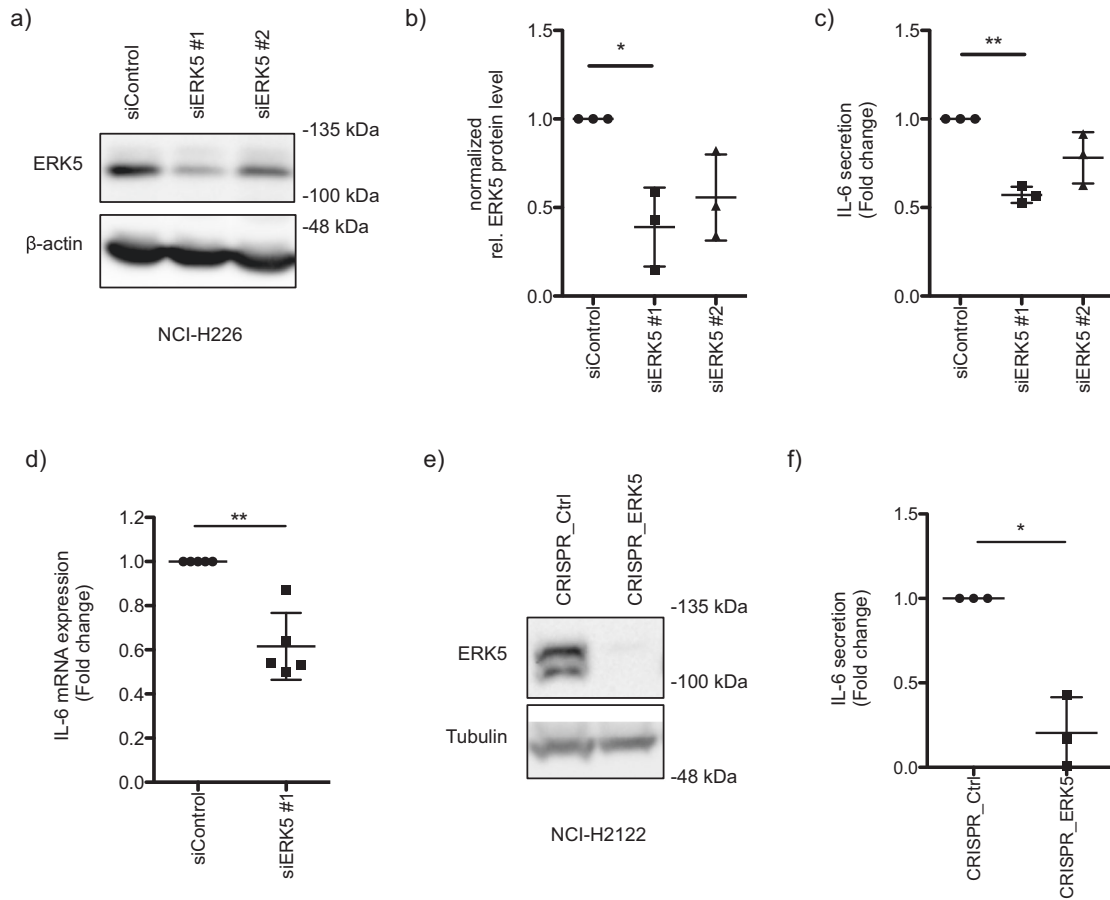 a)
siControl
siERK5 #1
siERK5 #2
-135 kDa
ERK5
-100 kDa
-48 kDa
β-actin
NCI-H226
b)
normalized
rel. ERK5 protein level
1.5
1.0
0.5
0.0
*
siControl
siERK5 #1
siERK5 #2
c)
IL-6 secretion
(Fold change)
1.5
1.0
0.5
0.0
**
siControl
siERK5 #1
siERK5 #2
d)
IL-6 mRNA expression
(Fold change)
1.2
1.0
0.8
0.6
0.4
0.2
0.0
**
siControl
siERK5 #1
e)
CRISPR_Ctrl
CRISPR_ERK5
-135 kDa
ERK5
-100 kDa
Tubulin
-48 kDa
NCI-H2122
f)
IL-6 secretion
(Fold change)
1.5
1.0
0.5
0.0
*
CRISPR_Ctrl
CRISPR_ERK5